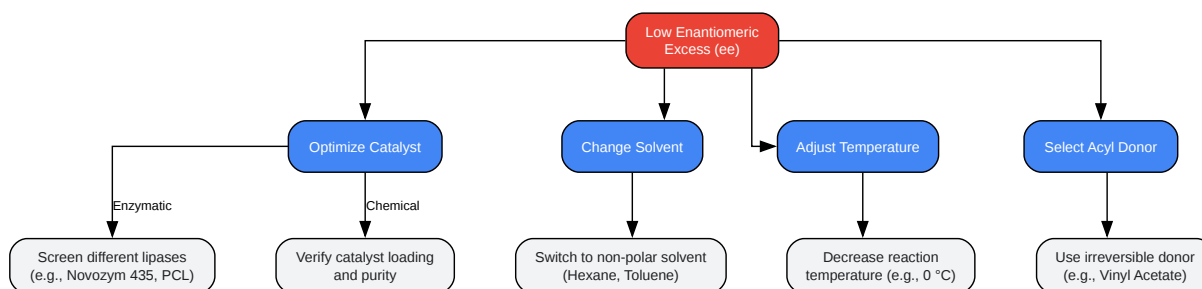 Low Enantiomeric
Excess (ee)
Optimize Catalyst
Change Solvent
Adjust Temperature
Select Acyl Donor
Enzymatic
Chemical
Screen different lipases
(e.g., Novozym 435, PCL)
Verify catalyst loading
and purity
Switch to non-polar solvent
(Hexane, Toluene)
Decrease reaction
temperature (e.g., 0 °C)
Use irreversible donor
(e.g., Vinyl Acetate)